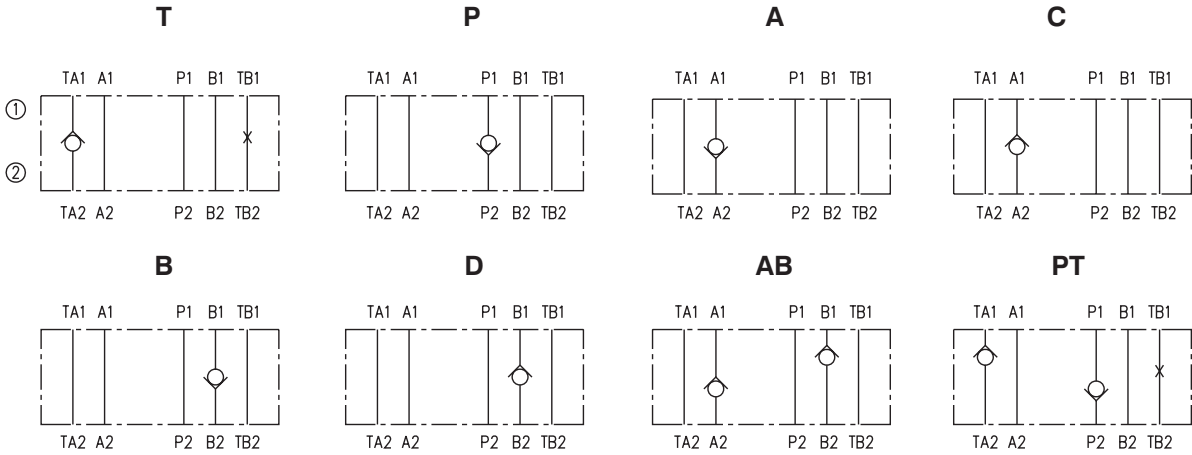 T P A C
TA1 A1 P1 B1 TB1 TA1 A1 P1 B1 TB1 TA1 A1 P1 B1 TB1 TA1 A1 P1 B1 TB1
①
②
TA2 A2 P2 B2 TB2 TA2 A2 P2 B2 TB2 TA2 A2 P2 B2 TB2 TA2 A2 P2 B2 TB2
B D AB PT
TA1 A1 P1 B1 TB1 TA1 A1 P1 B1 TB1 TA1 A1 P1 B1 TB1 TA1 A1 P1 B1 TB1
TA2 A2 P2 B2 TB2 TA2 A2 P2 B2 TB2 TA2 A2 P2 B2 TB2 TA2 A2 P2 B2 TB2